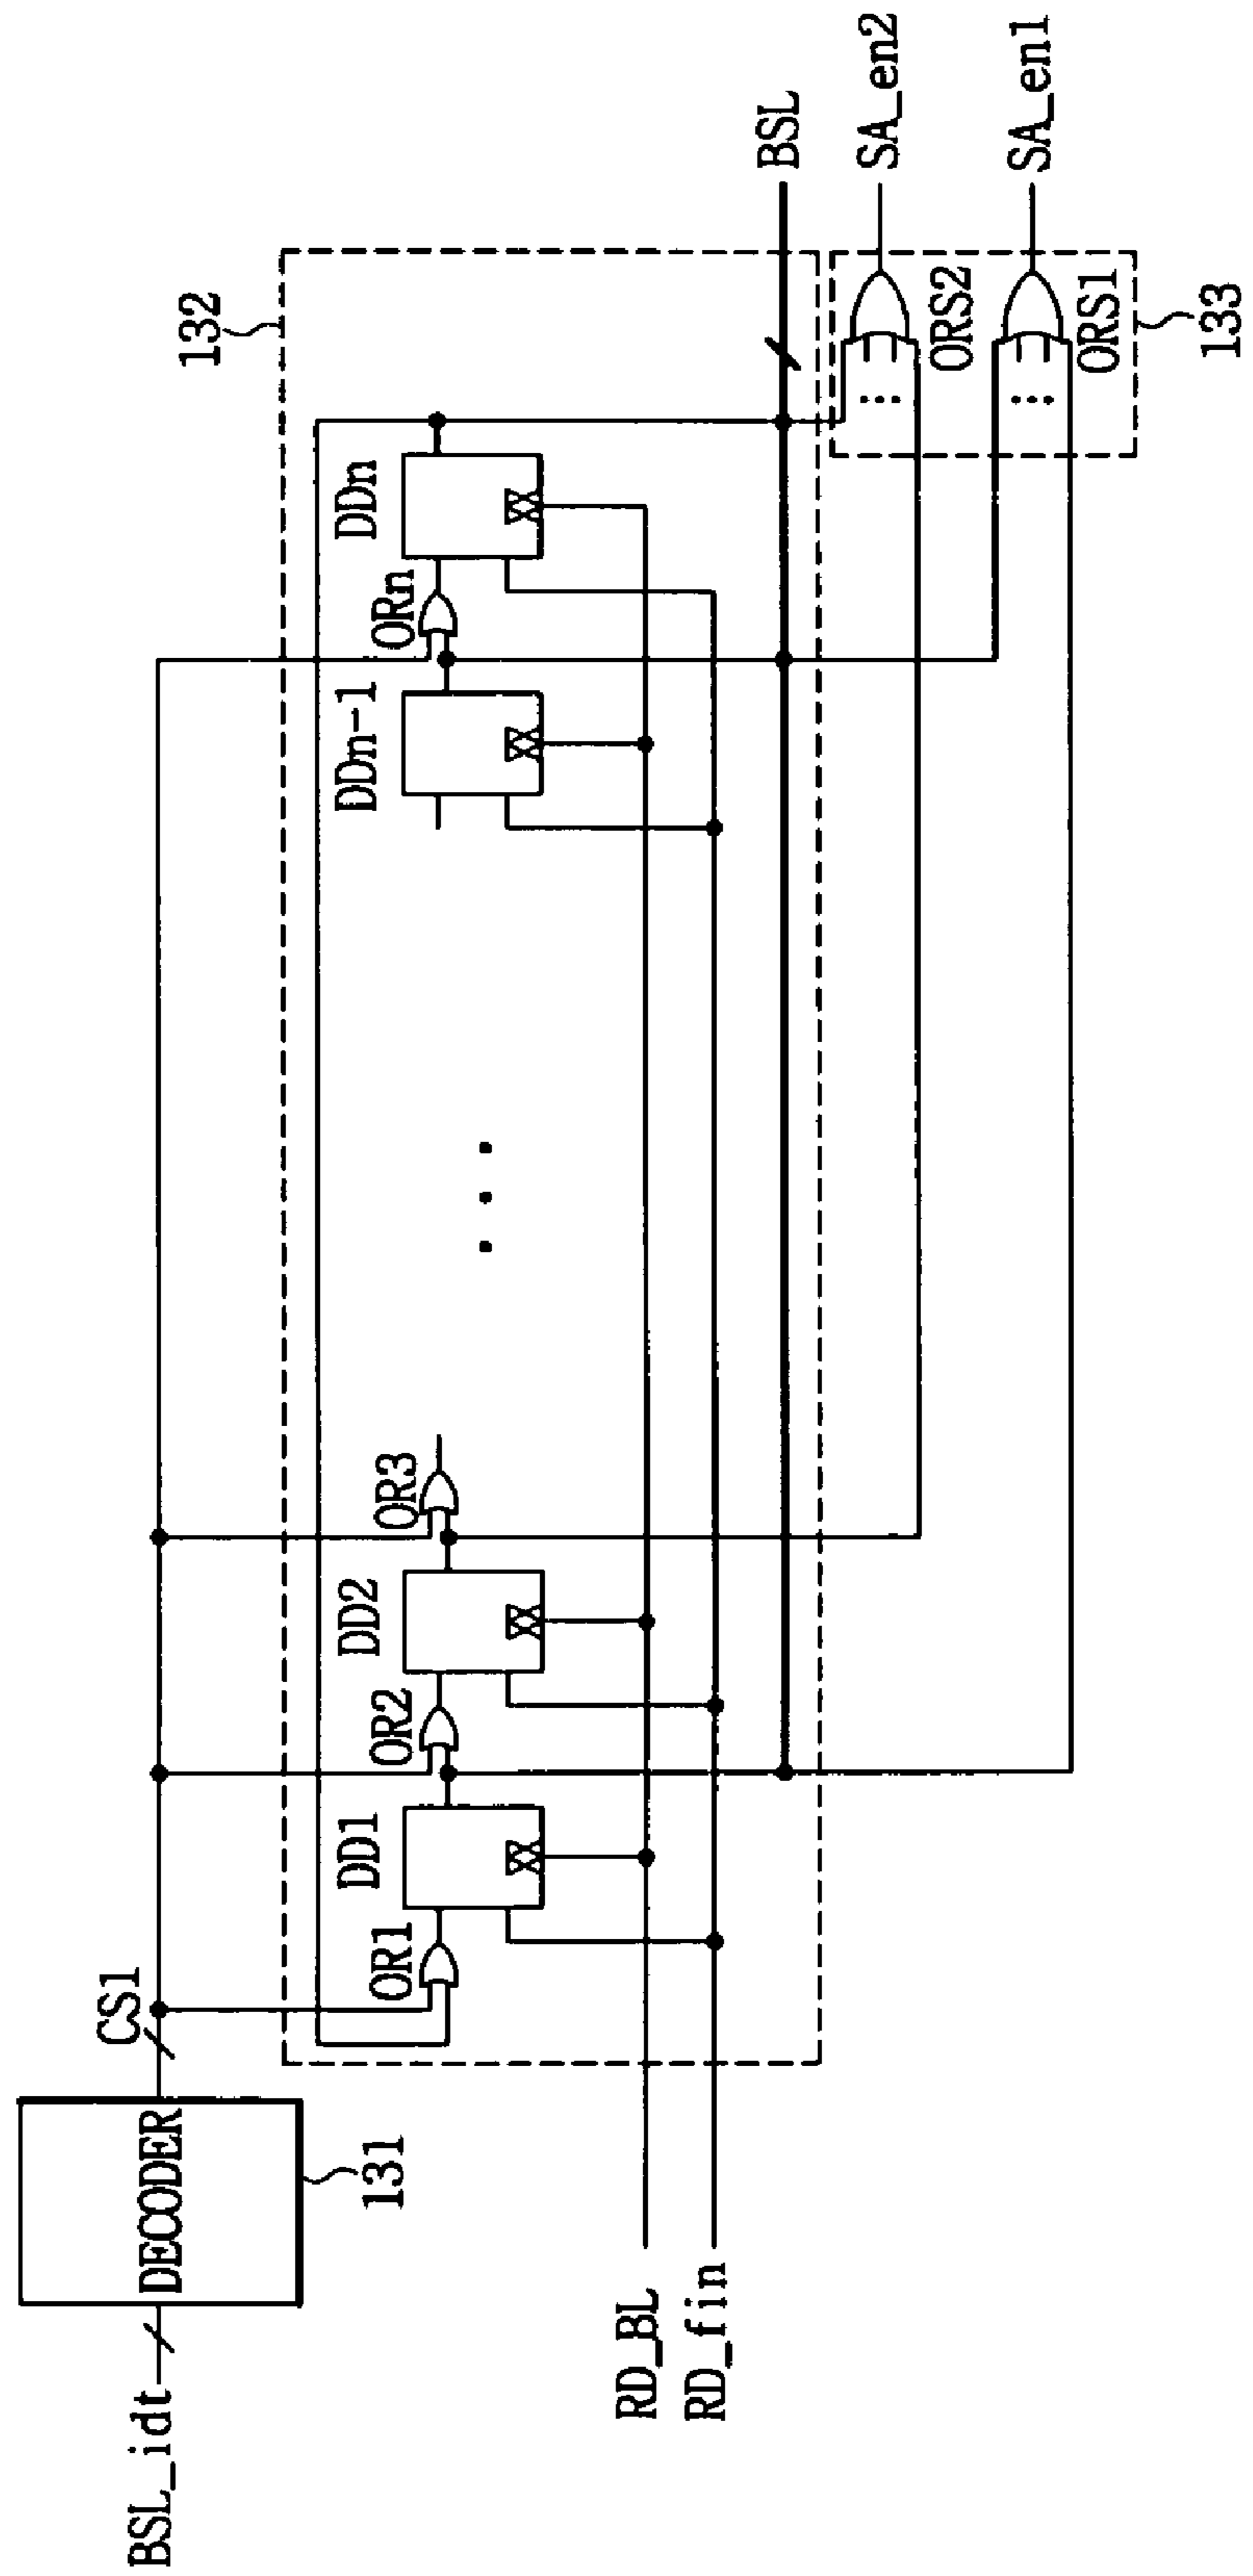 BSL_idt
DECODER
131
CS1
132
OR1
DD1
OR2
DD2
OR3
DDn-1
ORn
DDn
RD_BL
RD_fin
BSL
SA_en2
SA_en1
ORS2
ORS1
133